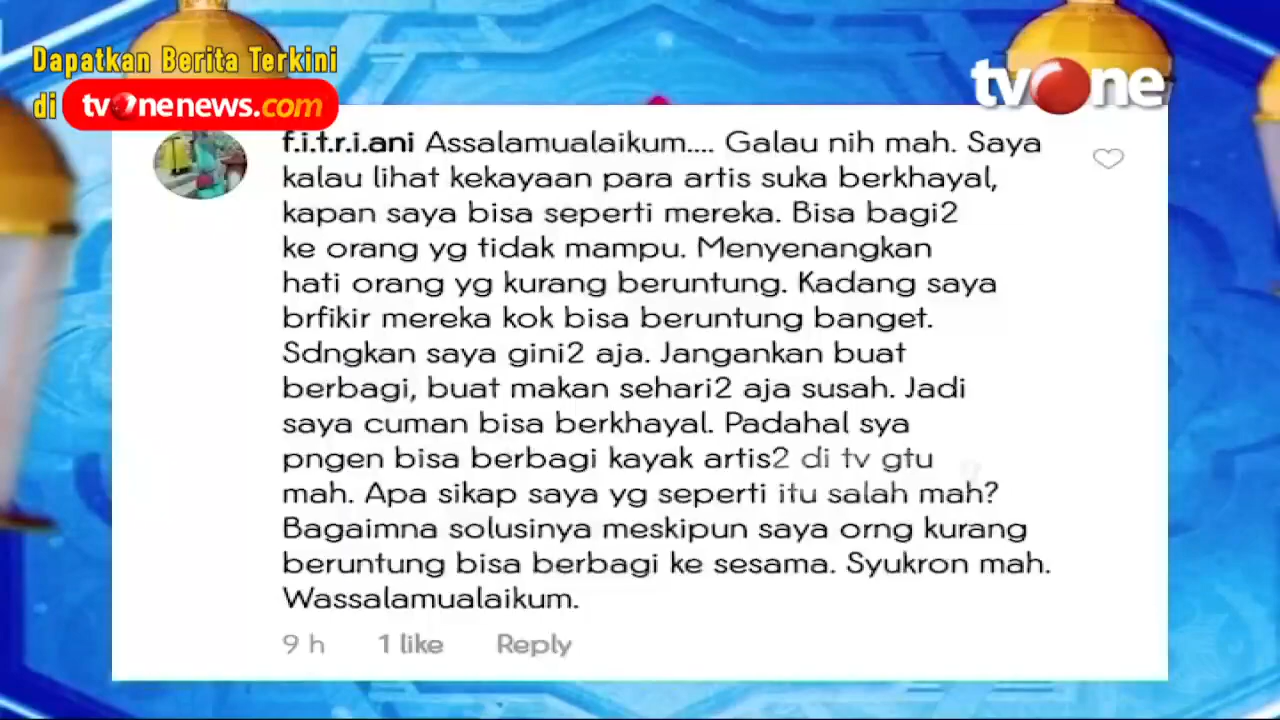 Dapatkan Berita Terkini
di tvonenews.com
tvone
f.i.t.r.i.ani Assalamualaikum.... Galau nih mah. Saya
kalau lihat kekayaan para artis suka berkhayal,
kapan saya bisa seperti mereka. Bisa bagi2
ke orang yg tidak mampu. Menyenangkan
hati orang yg kurang beruntung. Kadang saya
brfikir mereka kok bisa beruntung banget.
Sdngkan saya gini2 aja. Jangankan buat
berbagi, buat makan sehari2 aja susah. Jadi
saya cuman bisa berkhayal. Padahal sya
pngen bisa berbagi kayak artis2 di tv gtu
mah. Apa sikap saya yg seperti itu salah mah?
Bagaimna solusinya meskipun saya orng kurang
beruntung bisa berbagi ke sesama. Syukron mah.
Wassalamualaikum.
9 h 1 like Reply